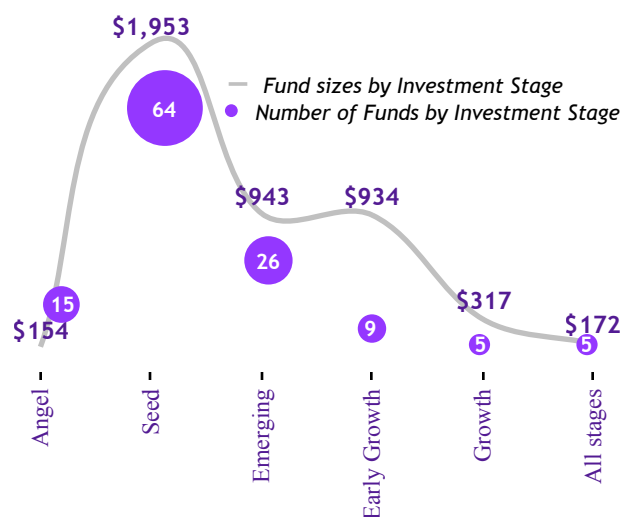 $1,953
Fund sizes by Investment Stage
64
Number of Funds by Investment Stage
$943
$934
26
15
$154
$317
9
$172
5
5
Angel
Seed
Emerging
Early Growth
Growth
All stages